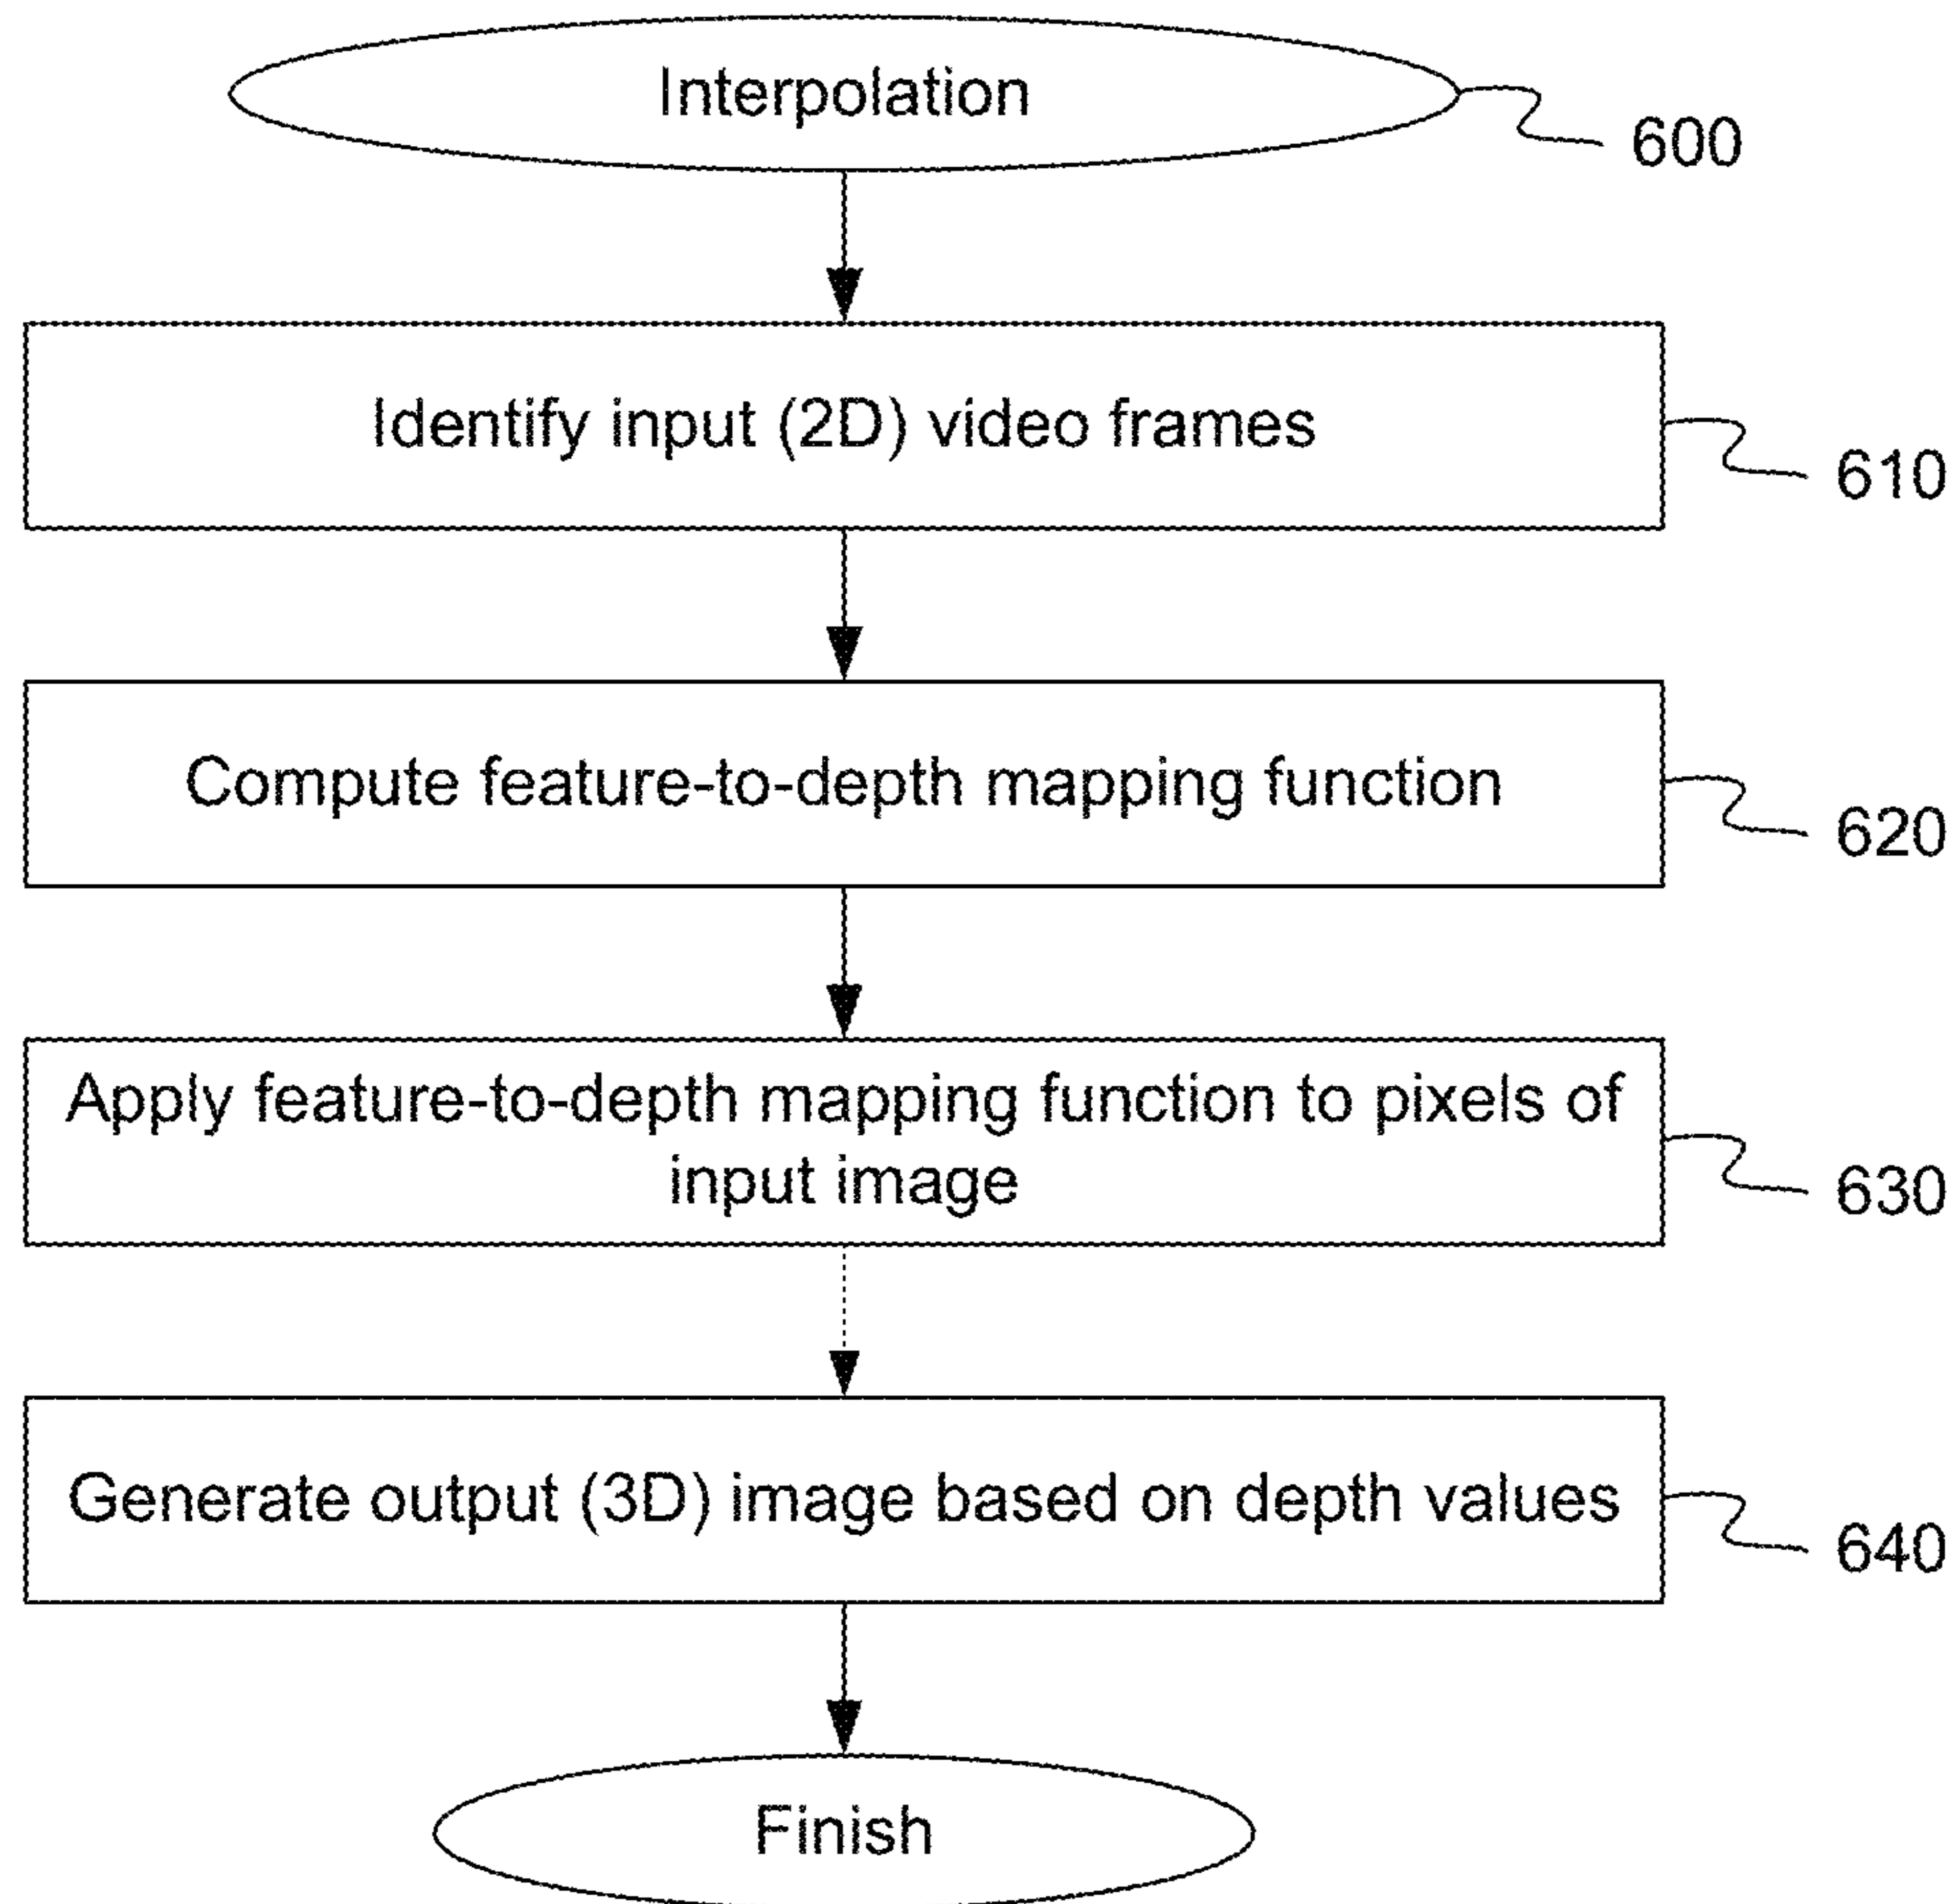 Interpolation
600
Identify input (2D) video frames
610
Compute feature-to-depth mapping function
620
Apply feature-to-depth mapping function to pixels of
input image
630
Generate output (3D) image based on depth values
640
Finish